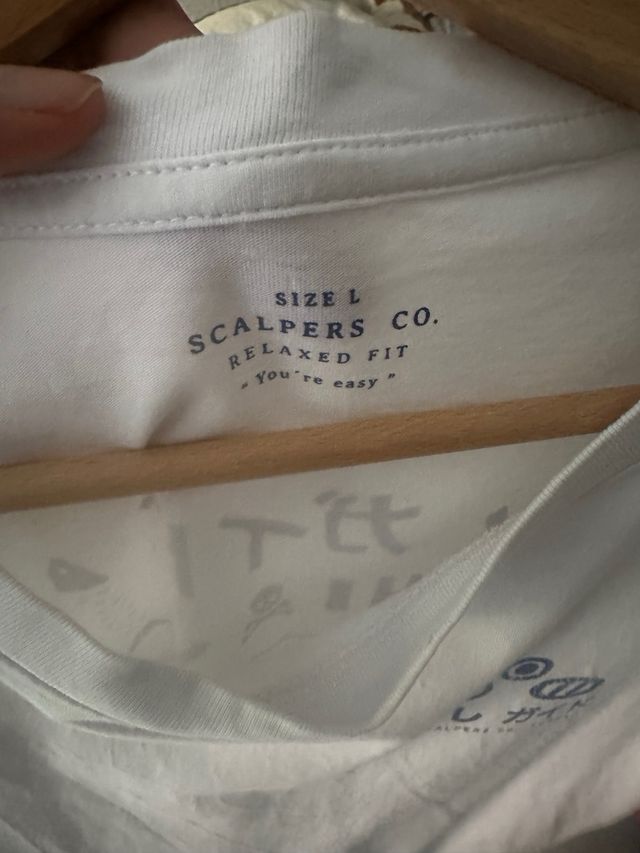 SIZE L
SCALPERS CO.
RELAXED FIT
„You're easy"
ガイド